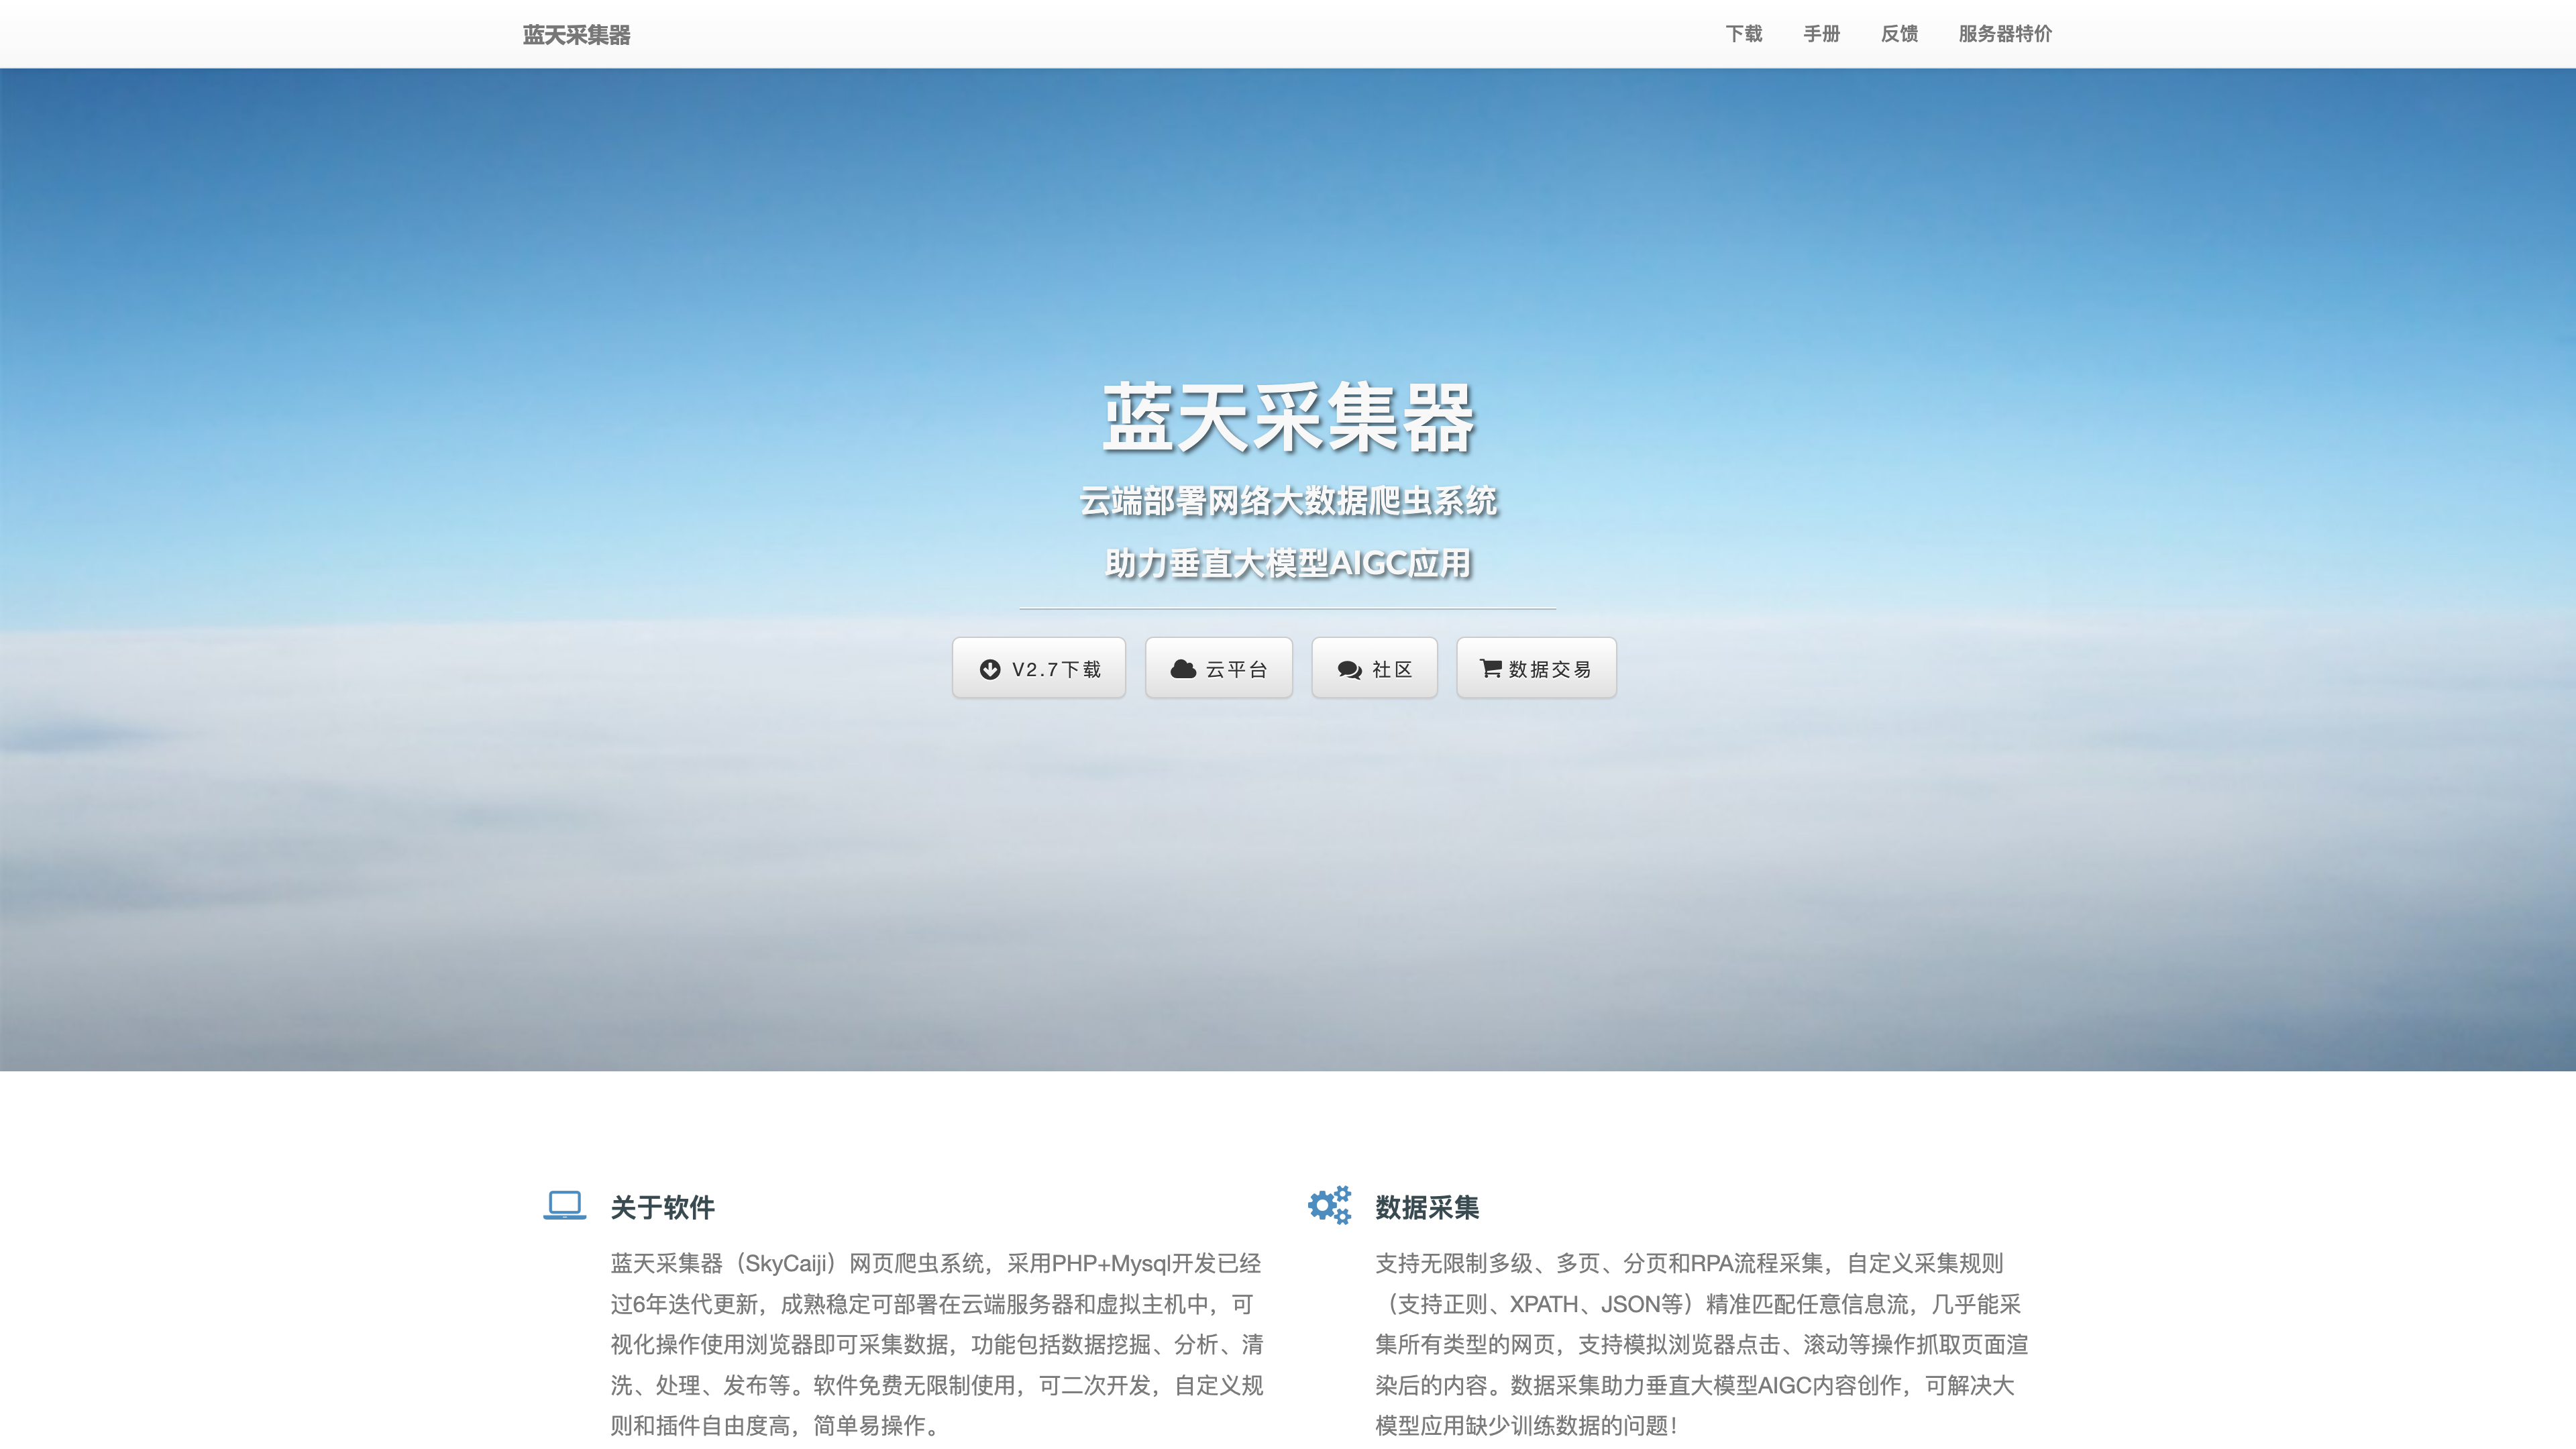 蓝天采集器
下载 手册 反馈 服务器特价
蓝天采集器
云端部署网络大数据爬虫系统
助力垂直大模型AIGC应用
V2.7下载 云平台 社区 数据交易
关于软件
蓝天采集器（SkyCaiji）网页爬虫系统，采用PHP+Mysql开发已经
过6年迭代更新，成熟稳定可部署在云端服务器和虚拟主机中，可
视化操作使用浏览器即可采集数据，功能包括数据挖掘、分析、清
洗、处理、发布等。软件免费无限制使用，可二次开发，自定义规
则和插件自由度高，简单易操作。
数据采集
支持无限制多级、多页、分页和RPA流程采集，自定义采集规则
（支持正则、XPATH、JSON等）精准匹配任意信息流，几乎能采
集所有类型的网页，支持模拟浏览器点击、滚动等操作抓取页面渲
染后的内容。数据采集助力垂直大模型AIGC内容创作，可解决大
模型应用缺少训练数据的问题！